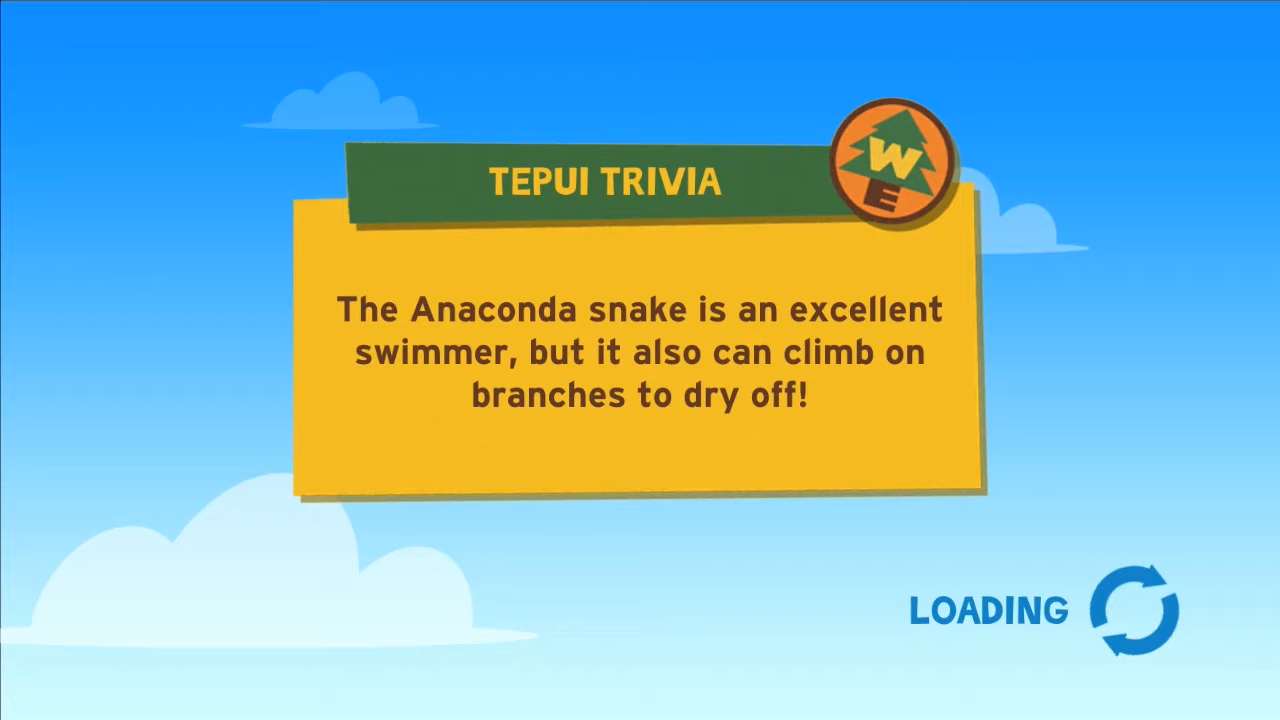 TEPUI TRIVIA
W
E
The Anaconda snake is an excellent
swimmer, but it also can climb on
branches to dry off!
LOADING